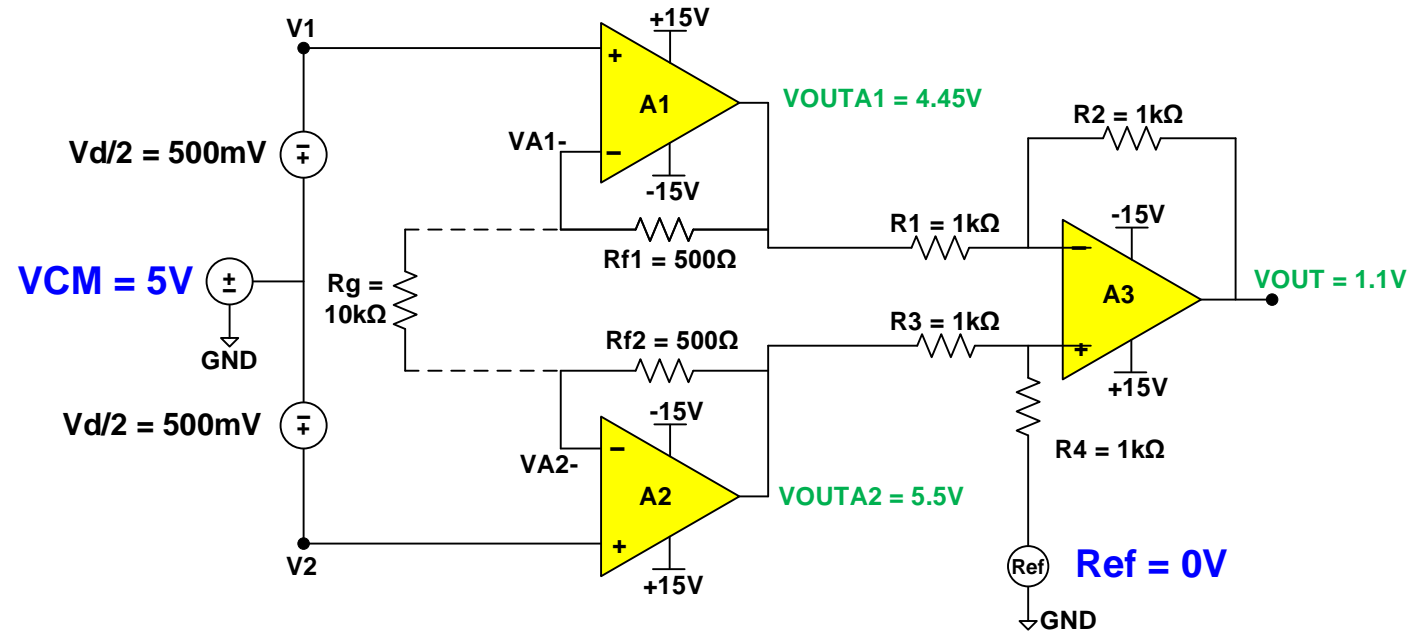 V1
+15V
A1
+
−
VOUTA1 = 4.45V
R2 = 1kΩ
Vd/2 = 500mV
VA1-
-15V
R1 = 1kΩ
-15V
Rf1 = 500Ω
VCM = 5V
GND
Rg =
10kΩ
A3
−
+
VOUT = 1.1V
R3 = 1kΩ
Rf2 = 500Ω
+15V
Vd/2 = 500mV
-15V
R4 = 1kΩ
VA2-
A2
−
+
VOUTA2 = 5.5V
V2
+15V
Ref
Ref = 0V
GND